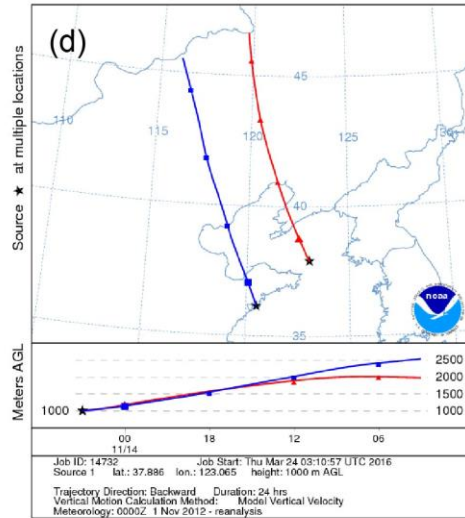 (d)
Source ★ at multiple locations
45
110
115
120
125
130
40
35
noaa
Meters AGL
2500
2000
1500
1000
1000
00 18 12 06
11/14
Job ID: 14732 Job Start: Thu Mar 24 03:10:57 UTC 2016
Source 1 lat.: 37.886 lon.: 123.065 height: 1000 m AGL
Trajectory Direction: Backward Duration: 24 hrs
Vertical Motion Calculation Method: Model Vertical Velocity
Meteorology: 0000Z 1 Nov 2012 - reanalysis